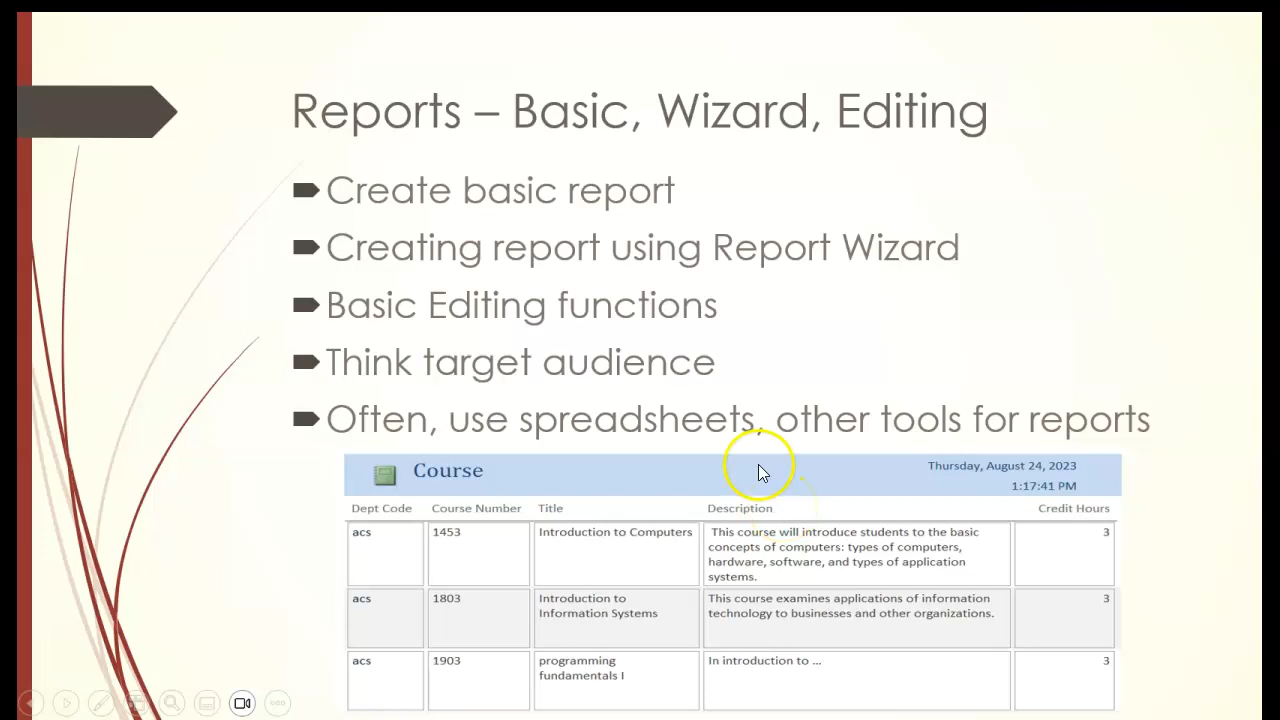 Reports – Basic, Wizard, Editing
Create basic report
Creating report using Report Wizard
Basic Editing functions
Think target audience
Often, use spreadsheets, other tools for reports
Course
Thursday, August 24, 2023
1:17:41 PM
Dept Code Course Number Title Description Credit Hours
acs 1453 Introduction to Computers This course will introduce students to the basic 3
concepts of computers: types of computers,
hardware, software, and types of application
systems.
acs 1803 Introduction to This course examines applications of information 3
Information Systems technology to businesses and other organizations.
acs 1903 programming In introduction to ... 3
fundamentals I